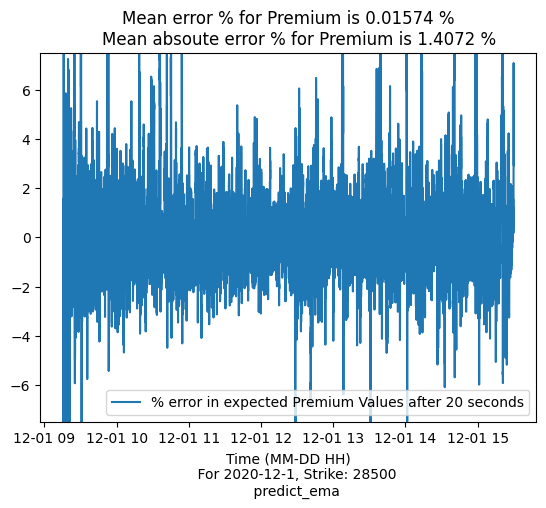 Mean error % for Premium is 0.01574 %
Mean absoute error % for Premium is 1.4072 %
6
4
2
0
−2
−4
−6
% error in expected Premium Values after 20 seconds
12-01 09 12-01 10 12-01 11 12-01 12 12-01 13 12-01 14 12-01 15
Time (MM-DD HH)
For 2020-12-1, Strike: 28500
predict_ema